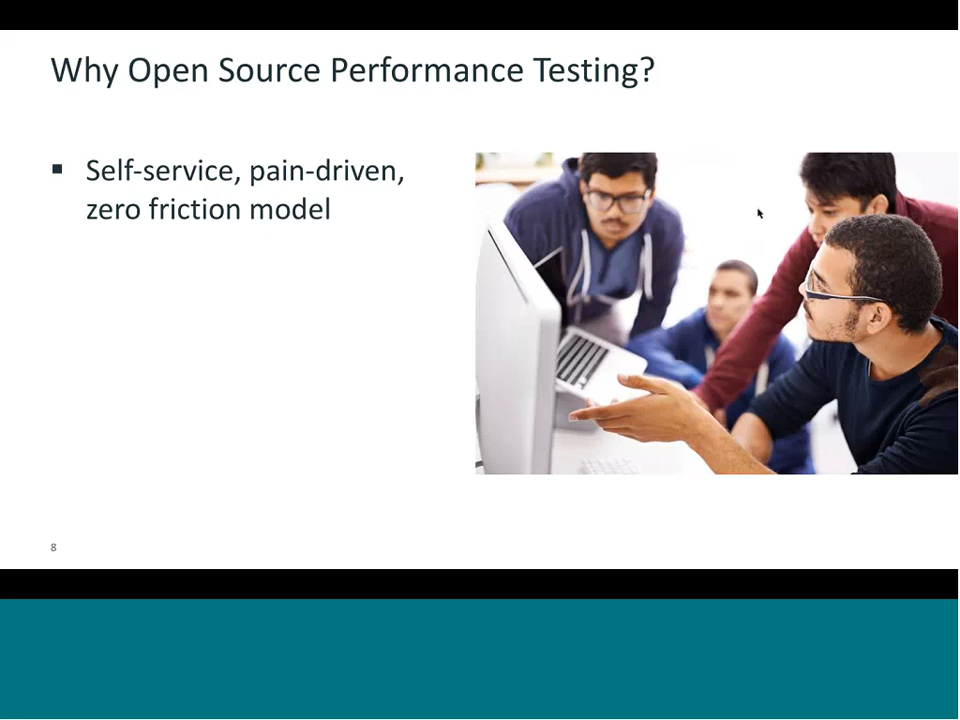 Why Open Source Performance Testing?
▪ Self-service, pain-driven,
zero friction model
8